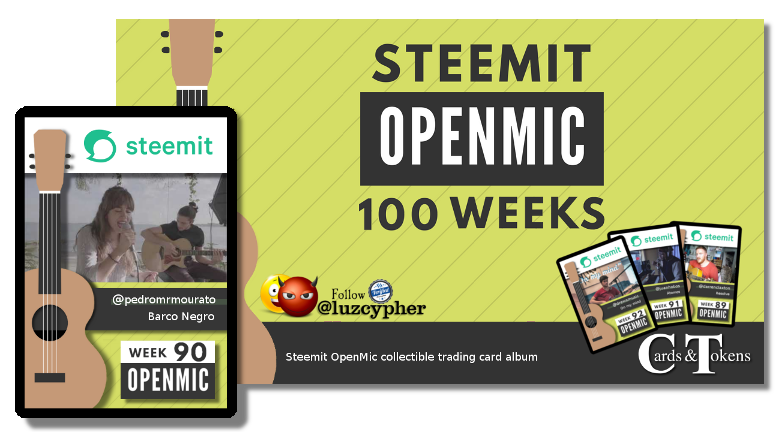 STEEMIT
OPENMIC
100 WEEKS
steemit
@pedromrmourato
Barco Negro
WEEK 90
OPENMIC
Follow
@luzcypher
Steemit OpenMic collectible trading card album
steemit
WEEK 92
OPENMIC
steemit
WEEK 91
OPENMIC
steemit
WEEK 89
OPENMIC
Cards & Tokens